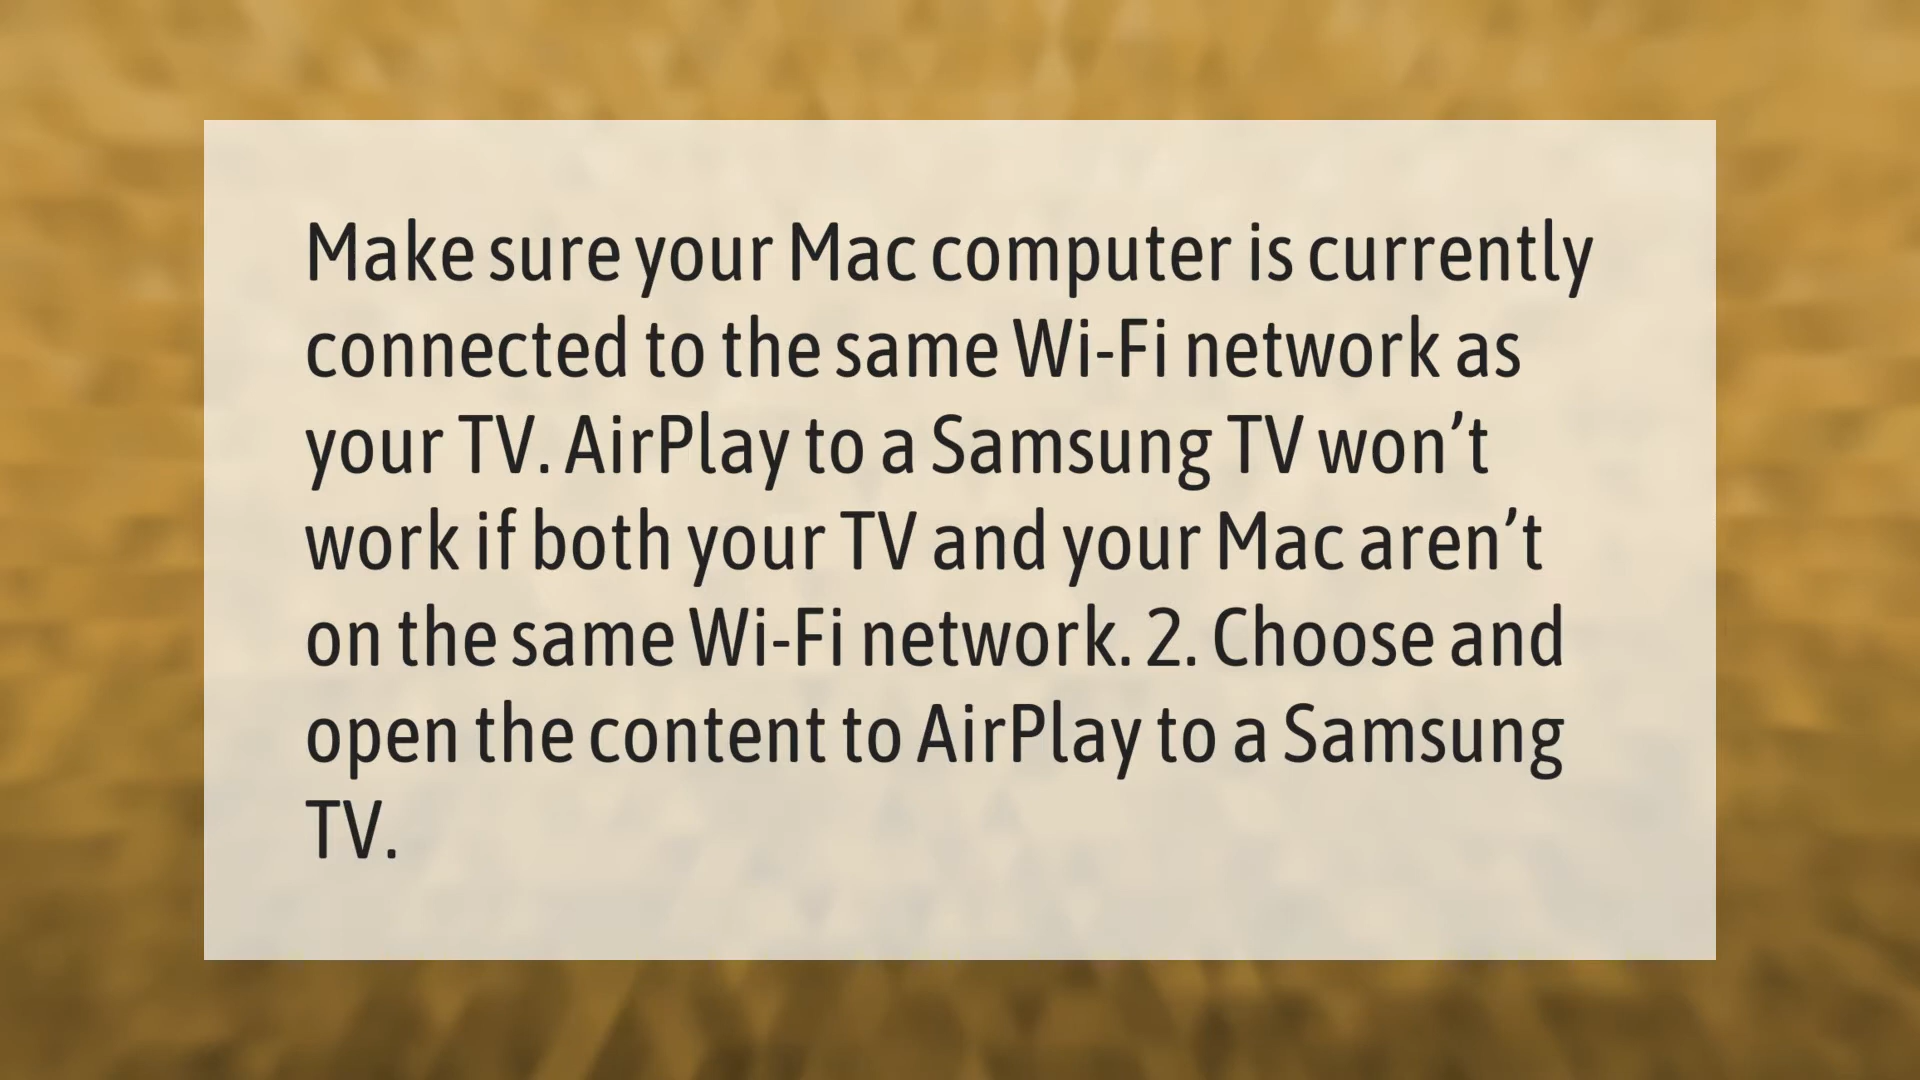 Make sure your Mac computer is currently
connected to the same Wi-Fi network as
your TV. AirPlay to a Samsung TV won’t
work if both your TV and your Mac aren’t
on the same Wi-Fi network. 2. Choose and
open the content to AirPlay to a Samsung
TV.